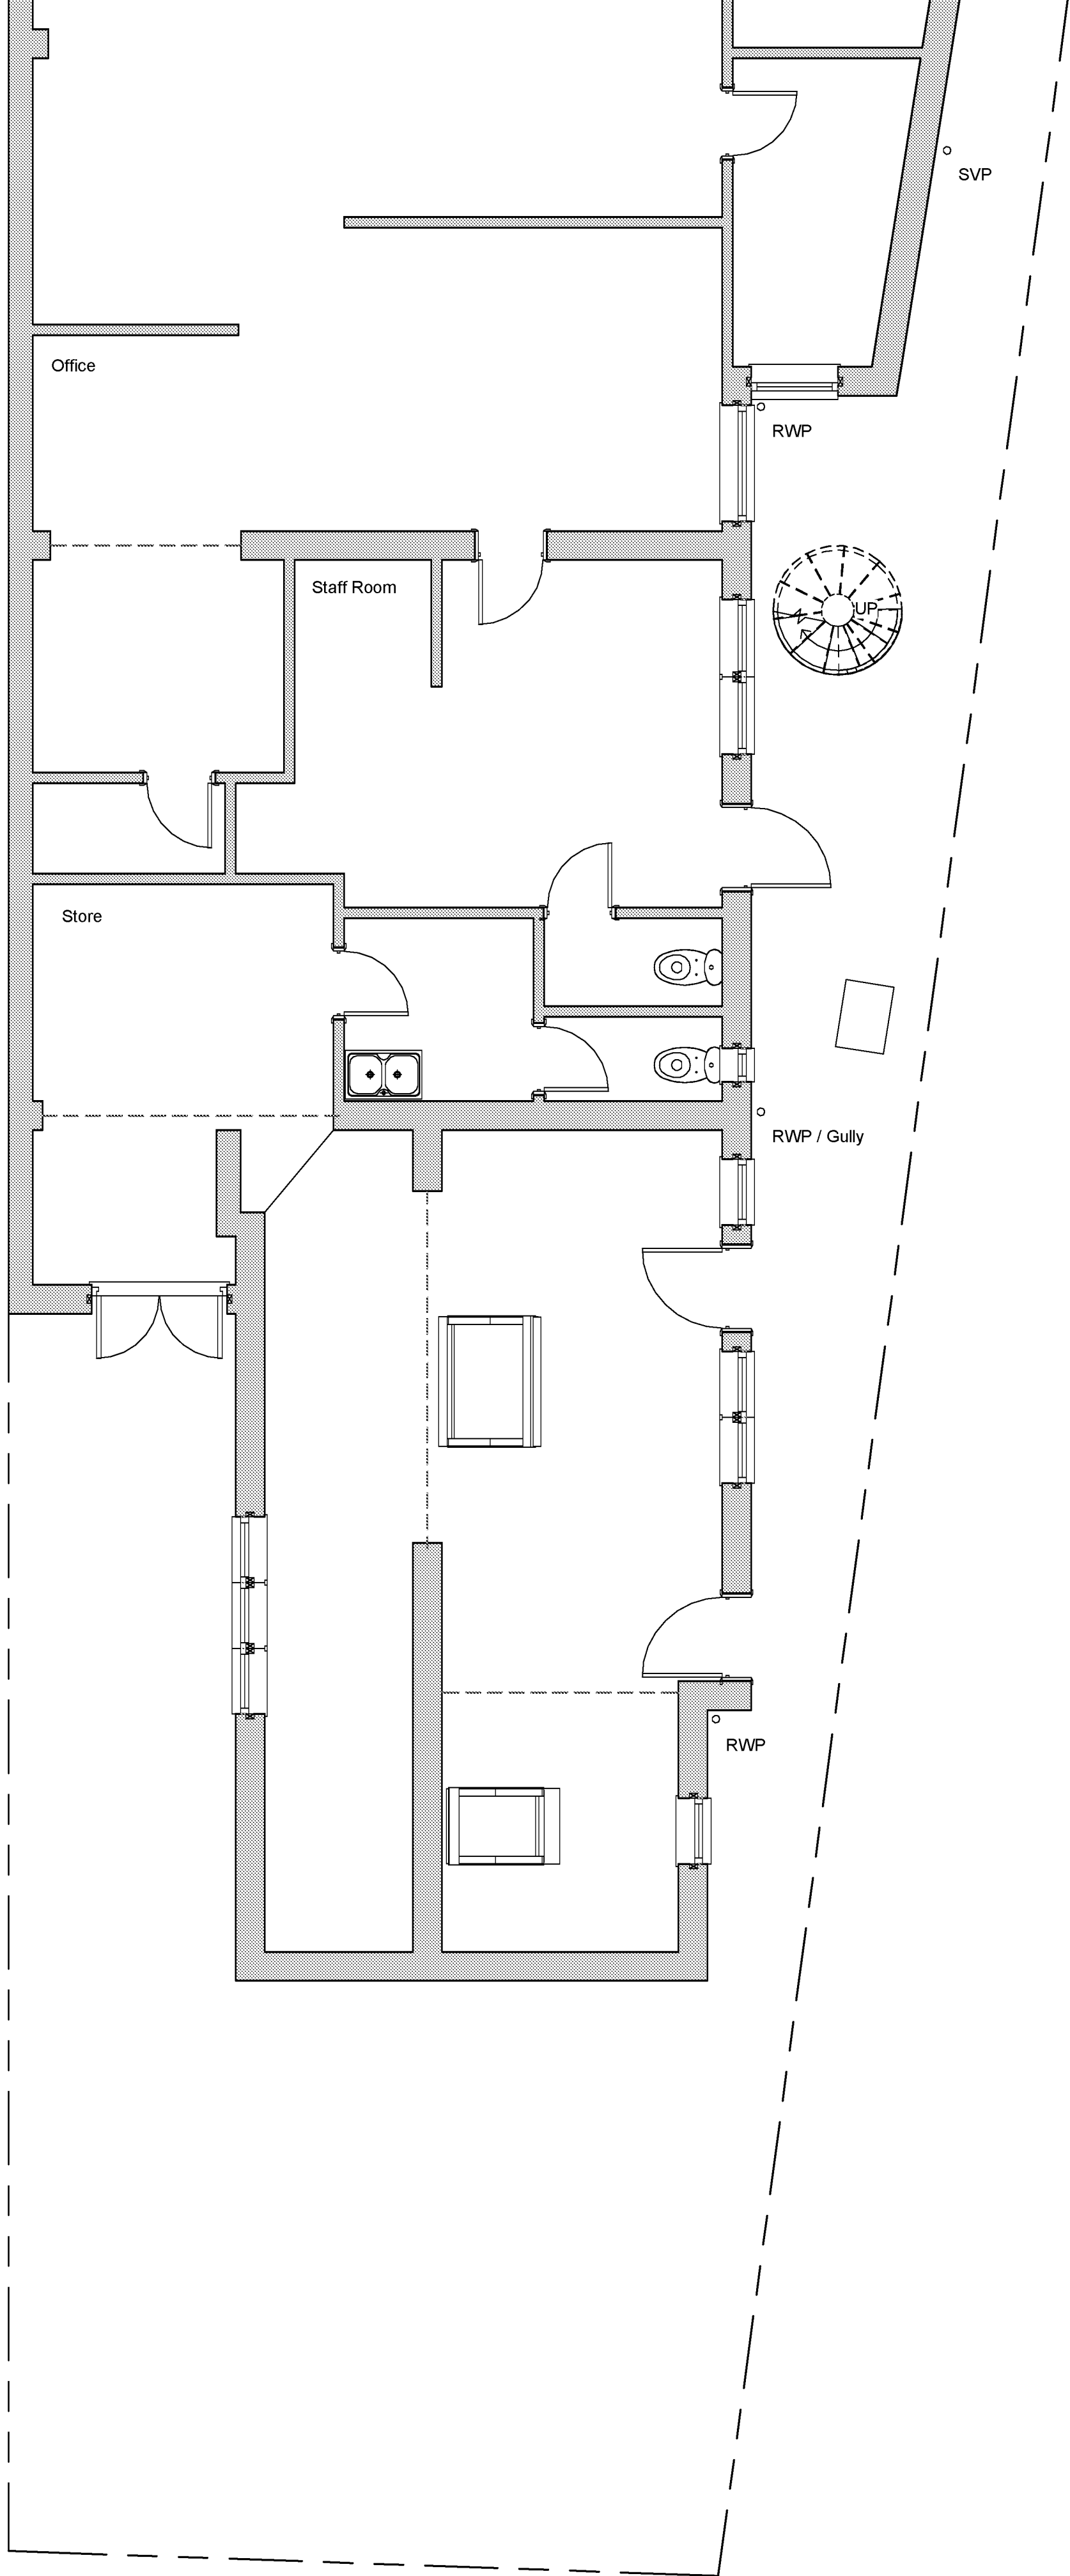 SVP
Office
RWP
Staff Room
UP
Store
RWP / Gully
RWP